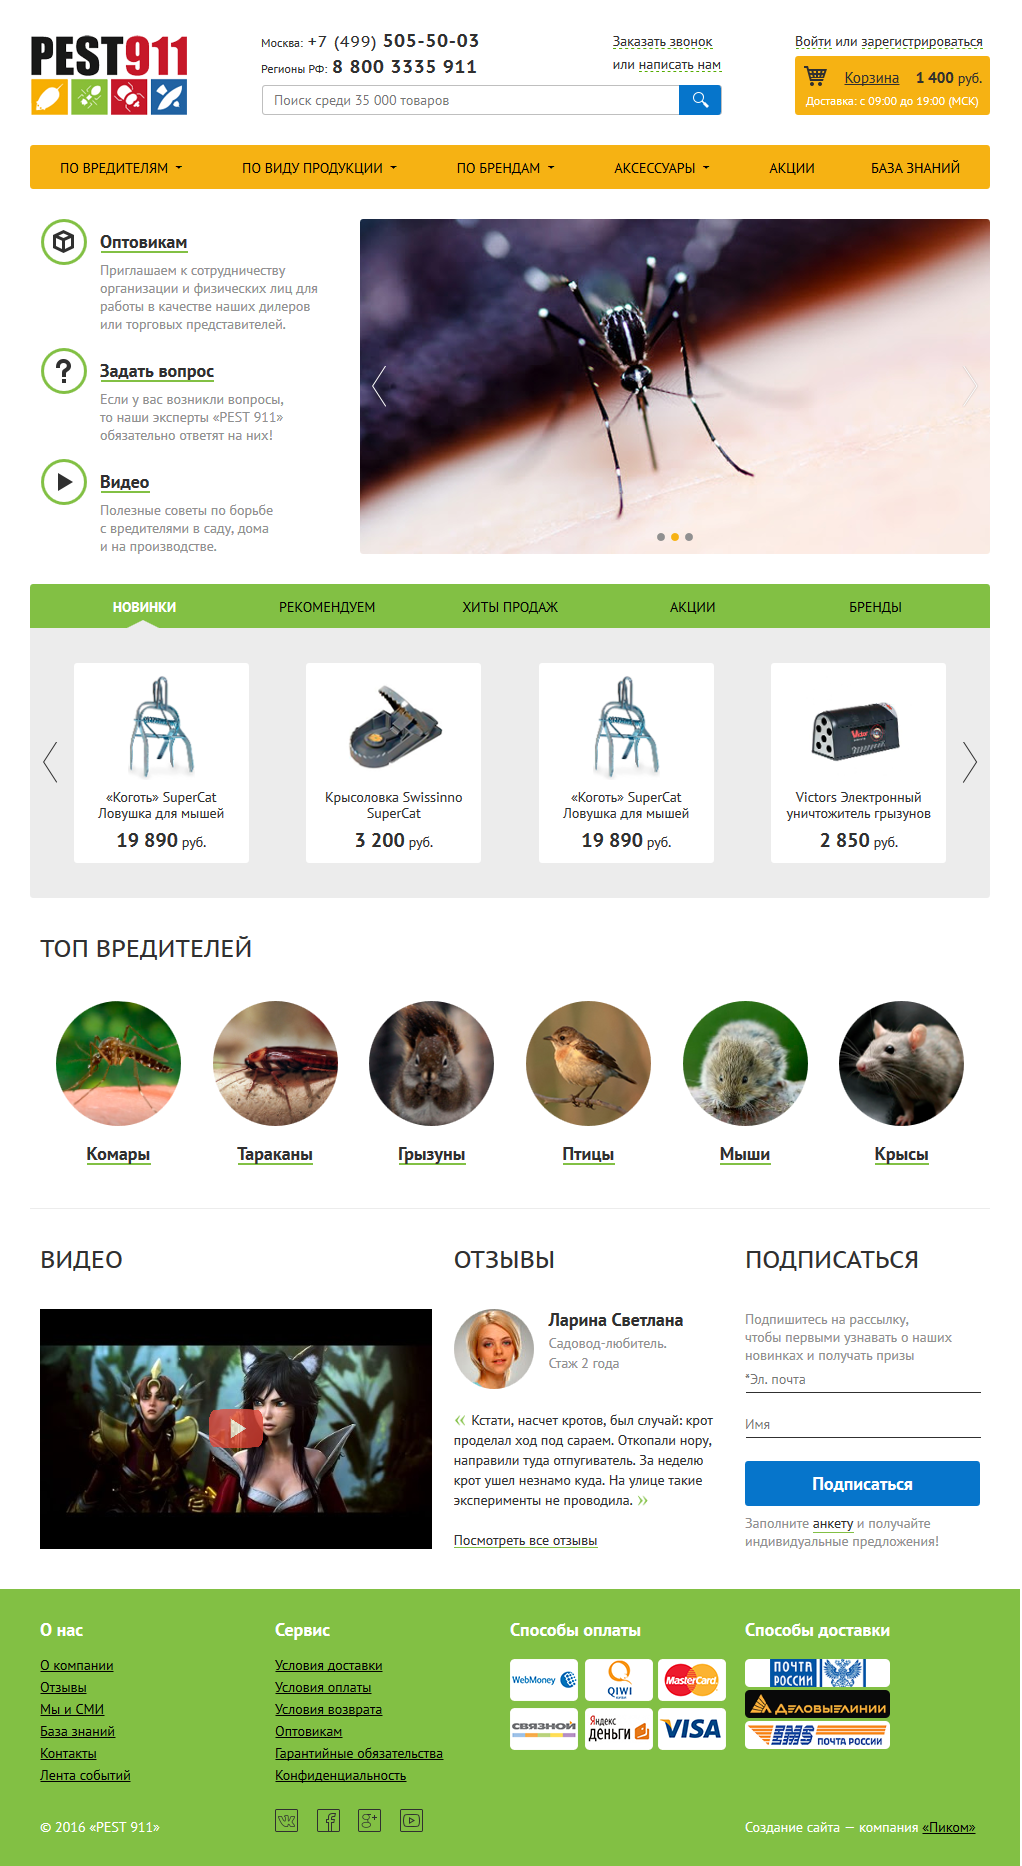 PEST911
Москва: +7 (499) 505-50-03
Регионы РФ: 8 800 3335 911
Поиск среди 35 000 товаров
Заказать звонок
или написать нам
Войти или зарегистрироваться
Корзина 1 400 руб.
Доставка: с 09:00 до 19:00 (МСК)
ПО ВРЕДИТЕЛЯМ ПО ВИДУ ПРОДУКЦИИ ПО БРЕНДАМ АКСЕССУАРЫ АКЦИИ БАЗА ЗНАНИЙ
Оптовикам
Приглашаем к сотрудничеству
организации и физических лиц для
работы в качестве наших дилеров
или торговых представителей.
Задать вопрос
Если у вас возникли вопросы,
то наши эксперты «PEST 911»
обязательно ответят на них!
Видео
Полезные советы по борьбе
с вредителями в саду, дома
и на производстве.
НОВИНКИ РЕКОМЕНДУЕМ ХИТЫ ПРОДАЖ АКЦИИ БРЕНДЫ
«Коготь» SuperCat
Ловушка для мышей
19 890 руб.
Крысоловка Swissinno
SuperCat
3 200 руб.
«Коготь» SuperCat
Ловушка для мышей
19 890 руб.
Victor
Victors Электронный
уничтожитель грызунов
2 850 руб.
ТОП ВРЕДИТЕЛЕЙ
Комары Тараканы Грызуны Птицы Мыши Крысы
ВИДЕО
ОТЗЫВЫ
Ларина Светлана
Садовод-любитель.
Стаж 2 года
« Кстати, насчет кротов, был случай: крот
проделал ход под сараем. Откопали нору,
направили туда отпугиватель. За неделю
крот ушел незнамо куда. На улице такие
эксперименты не проводила. »
Посмотреть все отзывы
ПОДПИСАТЬСЯ
Подпишитесь на рассылку,
чтобы первыми узнавать о наших
новинках и получать призы
*Эл. почта
Имя
Подписаться
Заполните анкету и получайте
индивидуальные предложения!
О нас
О компании
Отзывы
Мы и СМИ
База знаний
Контакты
Лента событий
Сервис
Условия доставки
Условия оплаты
Условия возврата
Оптовикам
Гарантийные обязательства
Конфиденциальность
Способы оплаты
WebMoney QIWI MasterCard
СВЯЗНОЙ Яндекс деньги VISA
Способы доставки
ПОЧТА РОССИИ
ДЕЛОВЫЕ ЛИНИИ
EMS ПОЧТА РОССИИ
© 2016 «PEST 911»
Создание сайта — компания «Пиком»